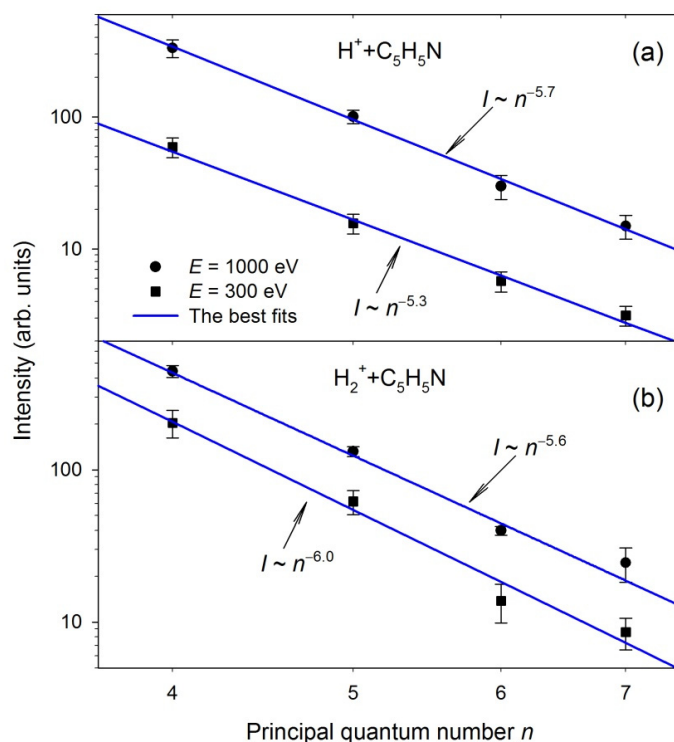 H⁺+C₅H₅N
(a)
I ~ n⁻⁵·⁷
100
10
E = 1000 eV
E = 300 eV
The best fits
I ~ n⁻⁵·³
Intensity (arb. units)
H₂⁺+C₅H₅N
(b)
100
I ~ n⁻⁵·⁶
I ~ n⁻⁶·⁰
10
4 5 6 7
Principal quantum number n